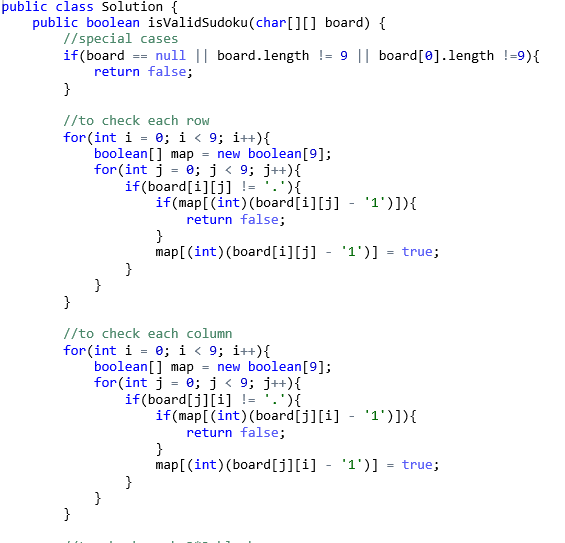 public class Solution {
    public boolean isValidSudoku(char[][] board) {
        //special cases
        if(board == null || board.length != 9 || board[0].length !=9){
            return false;
        }

        //to check each row
        for(int i = 0; i < 9; i++){
            boolean[] map = new boolean[9];
            for(int j = 0; j < 9; j++){
                if(board[i][j] != '.'){
                    if(map[(int)(board[i][j] - '1')]){
                        return false;
                    }
                    map[(int)(board[i][j] - '1')] = true;
                }
            }
        }

        //to check each column
        for(int i = 0; i < 9; i++){
            boolean[] map = new boolean[9];
            for(int j = 0; j < 9; j++){
                if(board[j][i] != '.'){
                    if(map[(int)(board[j][i] - '1')]){
                        return false;
                    }
                    map[(int)(board[j][i] - '1')] = true;
                }
            }
        }